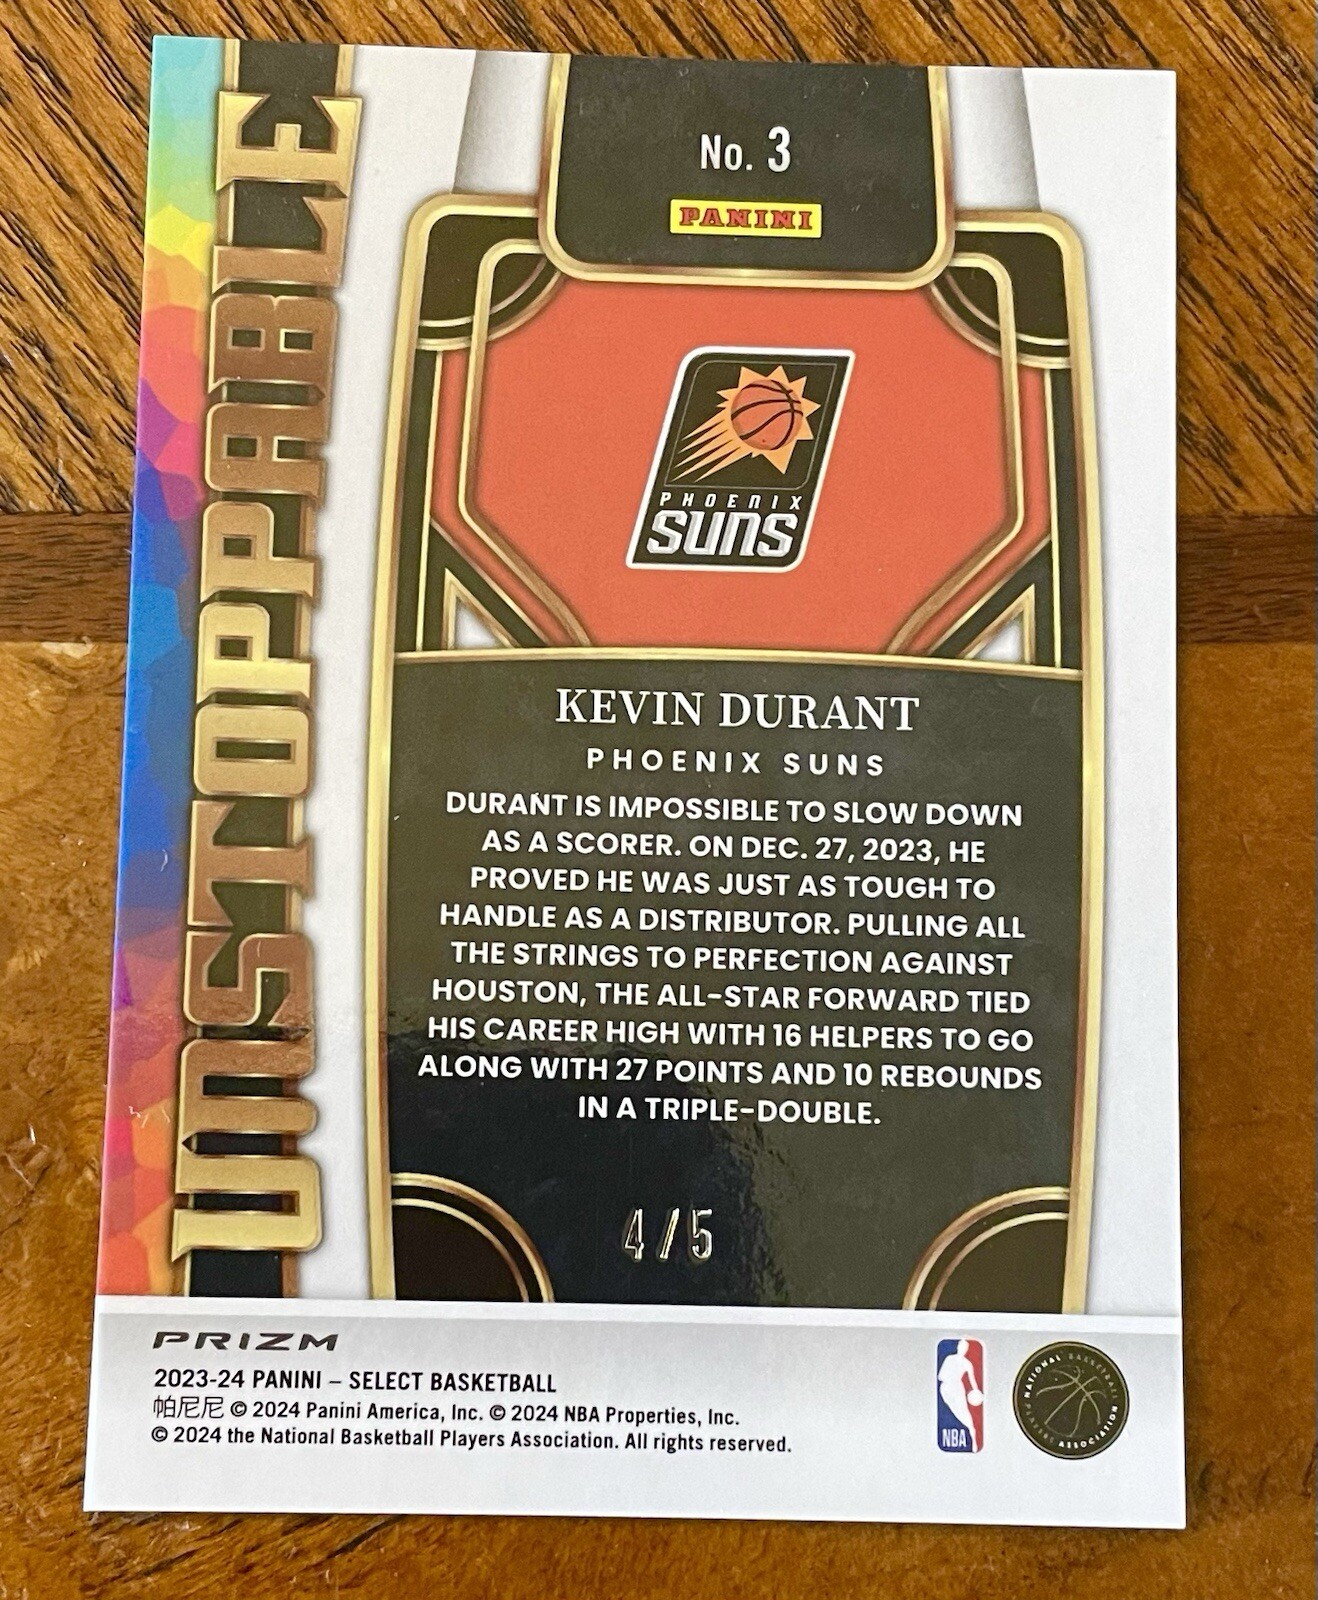 No. 3
PANINI
UNSTOPPABLE
PHOENIX
SUNS
KEVIN DURANT
PHOENIX SUNS
DURANT IS IMPOSSIBLE TO SLOW DOWN
AS A SCORER. ON DEC. 27, 2023, HE
PROVED HE WAS JUST AS TOUGH TO
HANDLE AS A DISTRIBUTOR. PULLING ALL
THE STRINGS TO PERFECTION AGAINST
HOUSTON, THE ALL-STAR FORWARD TIED
HIS CAREER HIGH WITH 16 HELPERS TO GO
ALONG WITH 27 POINTS AND 10 REBOUNDS
IN A TRIPLE-DOUBLE.
4/5
PRIZM
2023-24 PANINI – SELECT BASKETBALL
帕尼尼 © 2024 Panini America, Inc. © 2024 NBA Properties, Inc.
© 2024 the National Basketball Players Association. All rights reserved.
NBA
NATIONAL BASKETBALL
PLAYERS ASSOCIATION